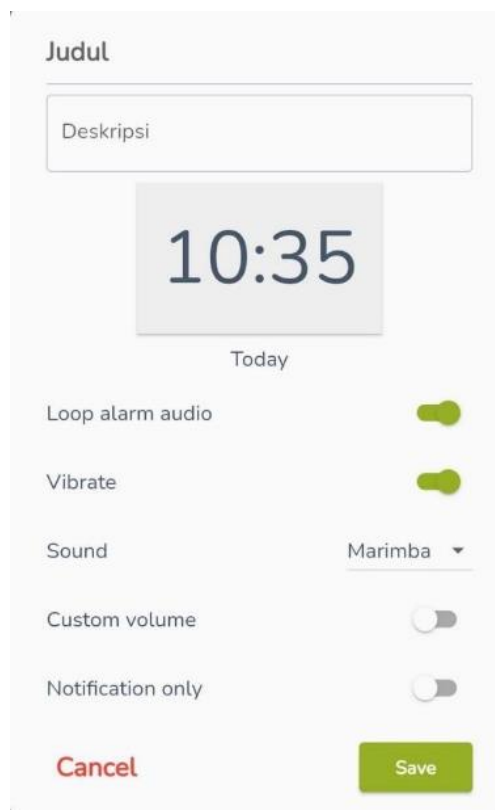 Judul
Deskripsi
10:35
Today
Loop alarm audio
Vibrate
Sound Marimba
Custom volume
Notification only
Cancel Save